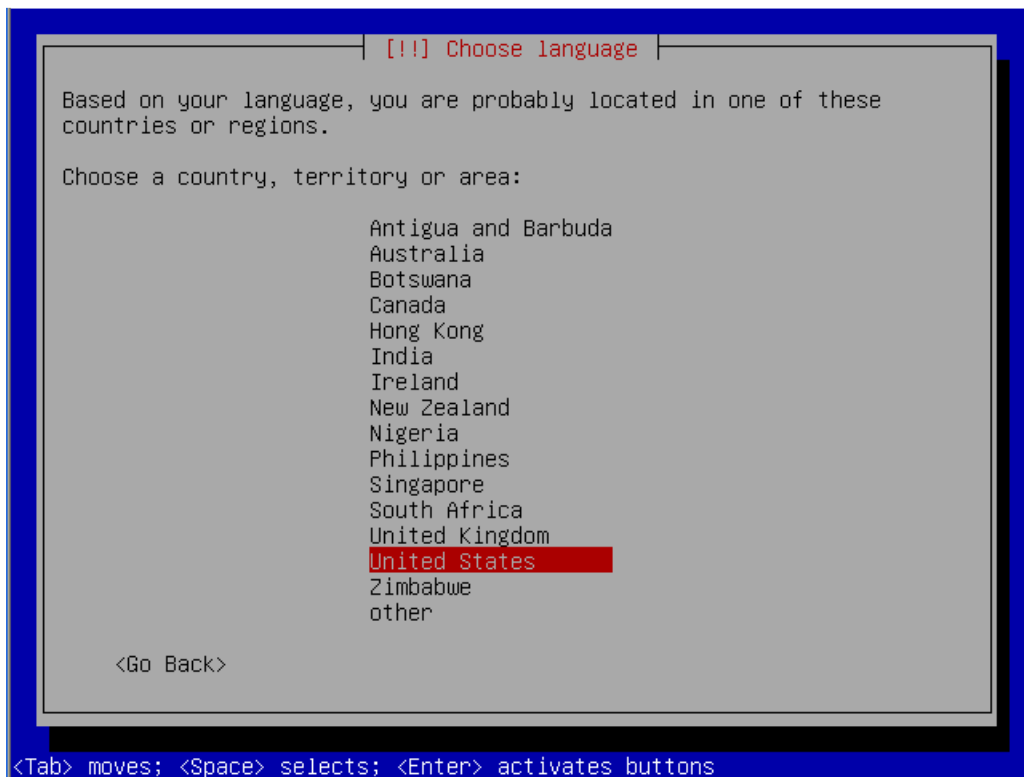 [!!] Choose language
Based on your language, you are probably located in one of these
countries or regions.
Choose a country, territory or area:
Antigua and Barbuda
Australia
Botswana
Canada
Hong Kong
India
Ireland
New Zealand
Nigeria
Philippines
Singapore
South Africa
United Kingdom
United States
Zimbabwe
other
<Go Back>
<Tab> moves; <Space> selects; <Enter> activates buttons